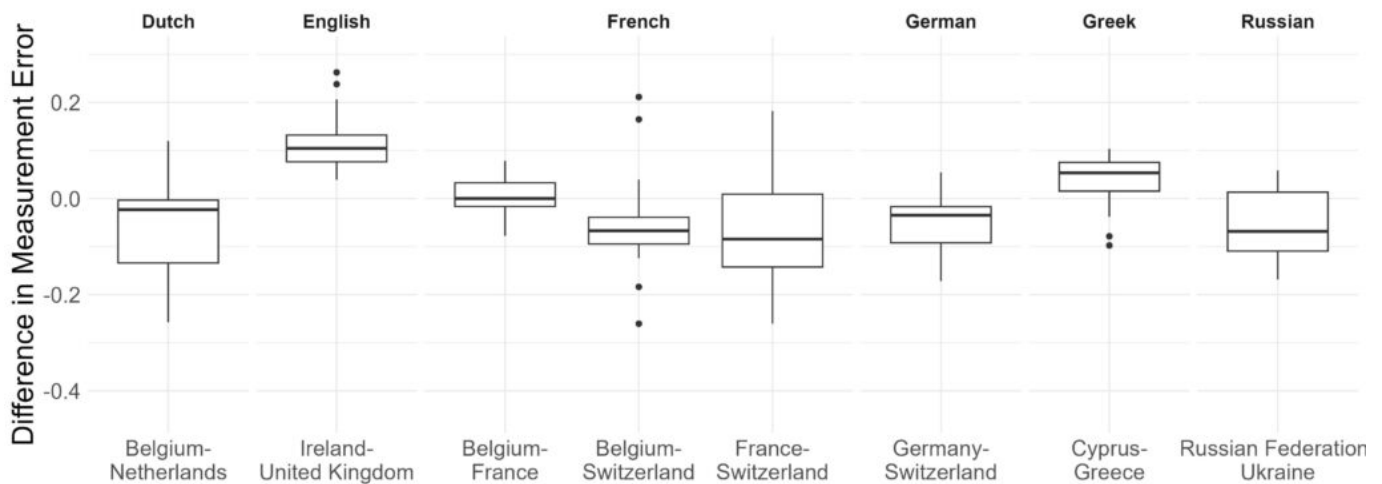 Dutch English French German Greek Russian
Difference in Measurement Error
0.2
0.0
-0.2
-0.4
Belgium-
Netherlands
Ireland-
United Kingdom
Belgium-
France
Belgium-
Switzerland
France-
Switzerland
Germany-
Switzerland
Cyprus-
Greece
Russian Federation
Ukraine